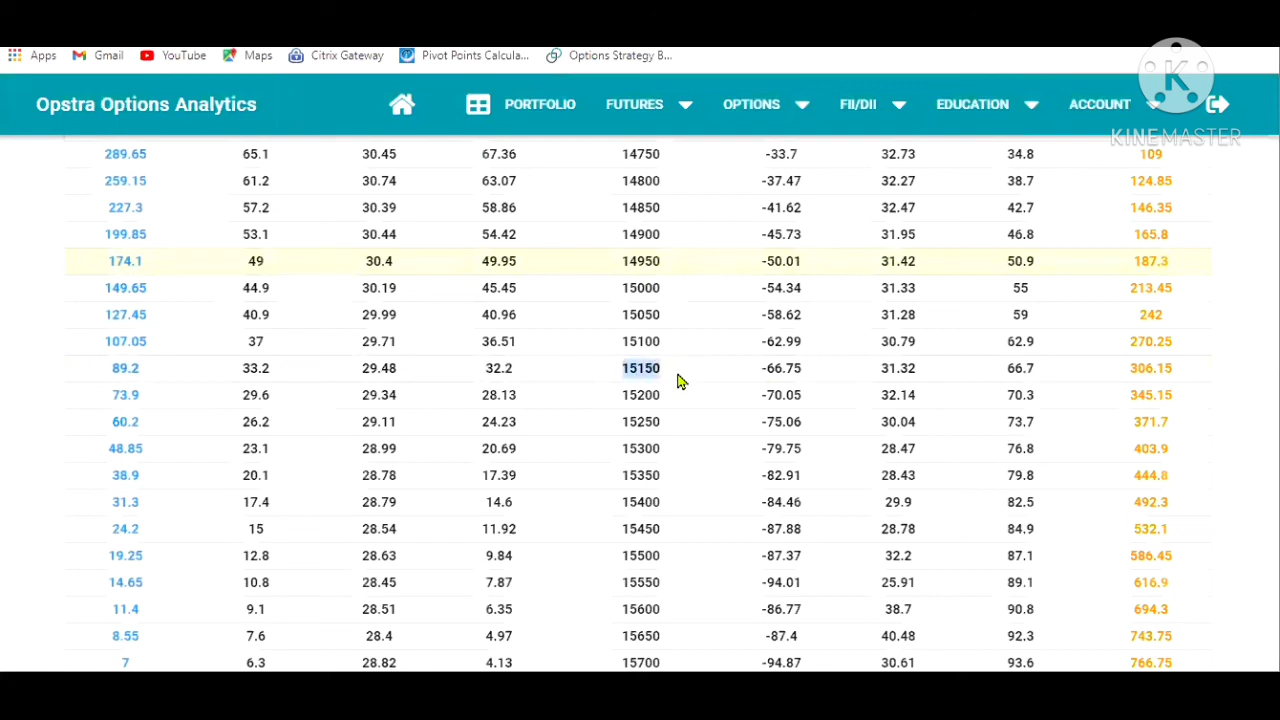 Apps Gmail YouTube Maps Citrix Gateway Pivot Points Calcula... Options Strategy B...
K
Opstra Options Analytics PORTFOLIO FUTURES OPTIONS FII/DII EDUCATION ACCOUNT
KINEMASTER
289.65 65.1 30.45 67.36 14750 -33.7 32.73 34.8 109
259.15 61.2 30.74 63.07 14800 -37.47 32.27 38.7 124.85
227.3 57.2 30.39 58.86 14850 -41.62 32.47 42.7 146.35
199.85 53.1 30.44 54.42 14900 -45.73 31.95 46.8 165.8
174.1 49 30.4 49.95 14950 -50.01 31.42 50.9 187.3
149.65 44.9 30.19 45.45 15000 -54.34 31.33 55 213.45
127.45 40.9 29.99 40.96 15050 -58.62 31.28 59 242
107.05 37 29.71 36.51 15100 -62.99 30.79 62.9 270.25
89.2 33.2 29.48 32.2 15150 -66.75 31.32 66.7 306.15
73.9 29.6 29.34 28.13 15200 -70.05 32.14 70.3 345.15
60.2 26.2 29.11 24.23 15250 -75.06 30.04 73.7 371.7
48.85 23.1 28.99 20.69 15300 -79.75 28.47 76.8 403.9
38.9 20.1 28.78 17.39 15350 -82.91 28.43 79.8 444.8
31.3 17.4 28.79 14.6 15400 -84.46 29.9 82.5 492.3
24.2 15 28.54 11.92 15450 -87.88 28.78 84.9 532.1
19.25 12.8 28.63 9.84 15500 -87.37 32.2 87.1 586.45
14.65 10.8 28.45 7.87 15550 -94.01 25.91 89.1 616.9
11.4 9.1 28.51 6.35 15600 -86.77 38.7 90.8 694.3
8.55 7.6 28.4 4.97 15650 -87.4 40.48 92.3 743.75
7 6.3 28.82 4.13 15700 -94.87 30.61 93.6 766.75